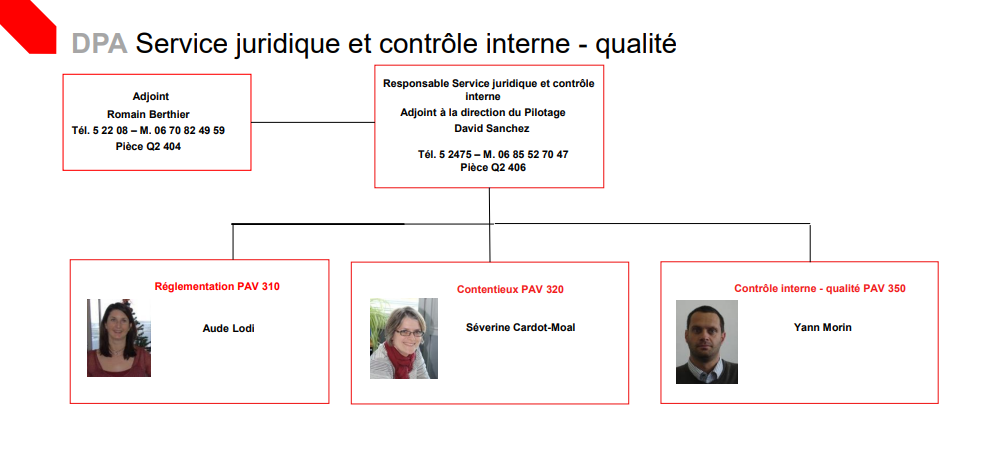 DPA Service juridique et contrôle interne - qualité
Adjoint
Romain Berthier
Tél. 5 22 08 – M. 06 70 82 49 59
Pièce Q2 404
Responsable Service juridique et contrôle
interne
Adjoint à la direction du Pilotage
David Sanchez
Tél. 5 2475 – M. 06 85 52 70 47
Pièce Q2 406
Réglementation PAV 310
Aude Lodi
Contentieux PAV 320
Séverine Cardot-Moal
Contrôle interne - qualité PAV 350
Yann Morin